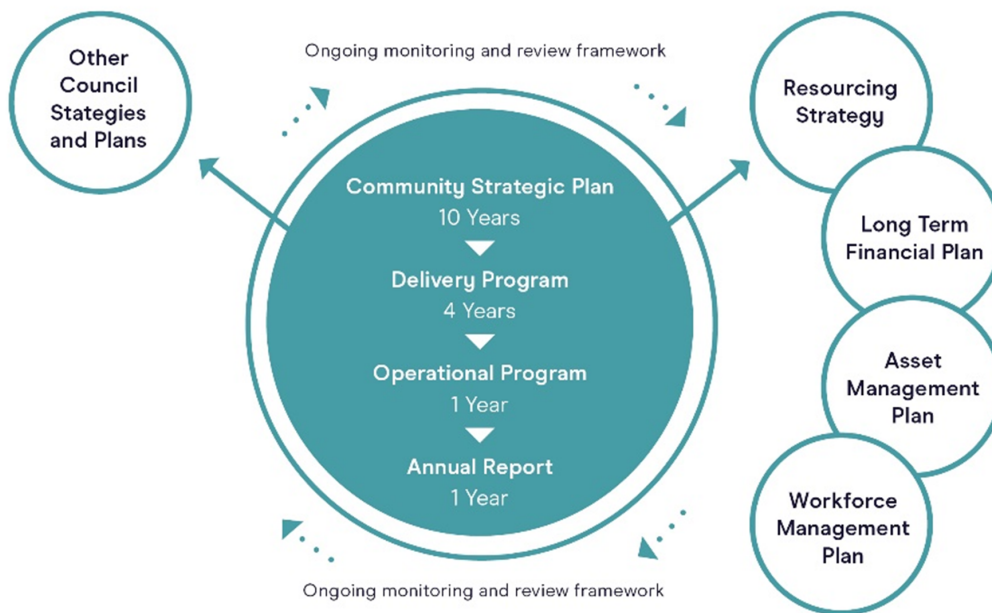 Other
Council
Stategies
and Plans
Ongoing monitoring and review framework
Community Strategic Plan
10 Years
Delivery Program
4 Years
Operational Program
1 Year
Annual Report
1 Year
Resourcing
Strategy
Long Term
Financial Plan
Asset
Management
Plan
Workforce
Management
Plan
Ongoing monitoring and review framework